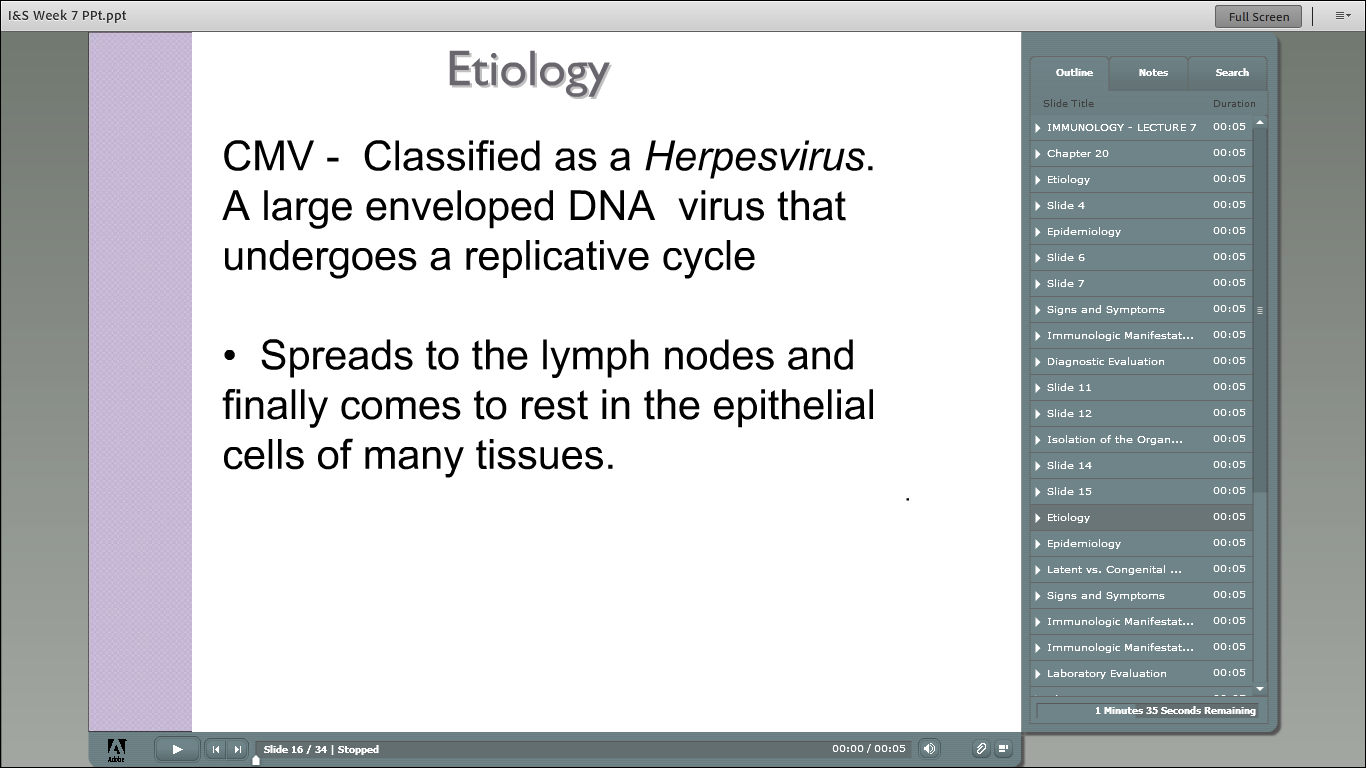 I&S Week 7 PPt.ppt
Full Screen
Etiology
CMV -  Classified as a Herpesvirus.
A large enveloped DNA  virus that
undergoes a replicative cycle
•  Spreads to the lymph nodes and
finally comes to rest in the epithelial
cells of many tissues.
.
Outline Notes Search
Slide Title Duration
IMMUNOLOGY - LECTURE 7 00:05
Chapter 20 00:05
Etiology 00:05
Slide 4 00:05
Epidemiology 00:05
Slide 6 00:05
Slide 7 00:05
Signs and Symptoms 00:05
Immunologic Manifestat... 00:05
Diagnostic Evaluation 00:05
Slide 11 00:05
Slide 12 00:05
Isolation of the Organ... 00:05
Slide 14 00:05
Slide 15 00:05
Etiology 00:05
Epidemiology 00:05
Latent vs. Congenital ... 00:05
Signs and Symptoms 00:05
Immunologic Manifestat... 00:05
Immunologic Manifestat... 00:05
Laboratory Evaluation 00:05
1 Minutes 35 Seconds Remaining
Adobe
Slide 16 / 34 | Stopped 00:00 / 00:05